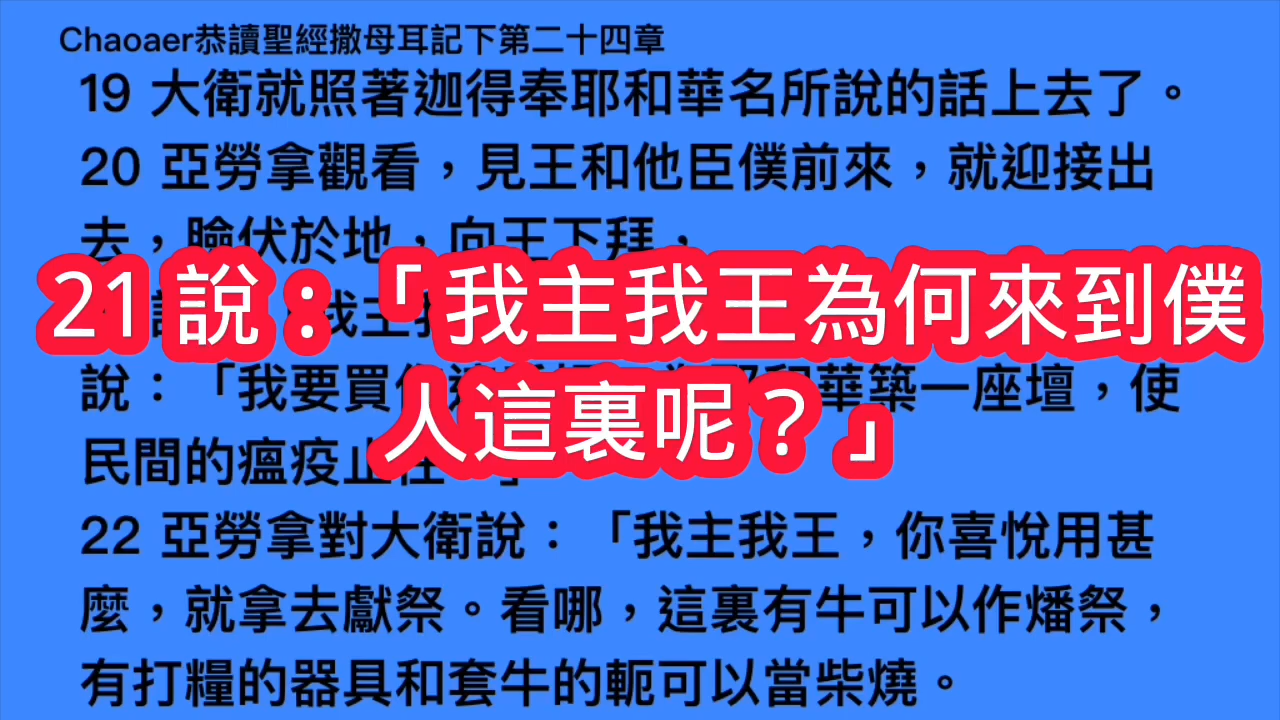 Chaoaer恭讀聖經撒母耳記下第二十四章
19 大衛就照著迦得奉耶和華名所說的話上去了。
20 亞勞拿觀看，見王和他臣僕前來，就迎接出
去，臉伏於地，向王下拜，
21 說：「我主我王為何來到僕
人這裏呢？」
說：「我要買你 華築一座壇，使
民間的瘟疫止住。」
22 亞勞拿對大衛說：「我主我王，你喜悅用甚
麼，就拿去獻祭。看哪，這裏有牛可以作燔祭，
有打糧的器具和套牛的軛可以當柴燒。